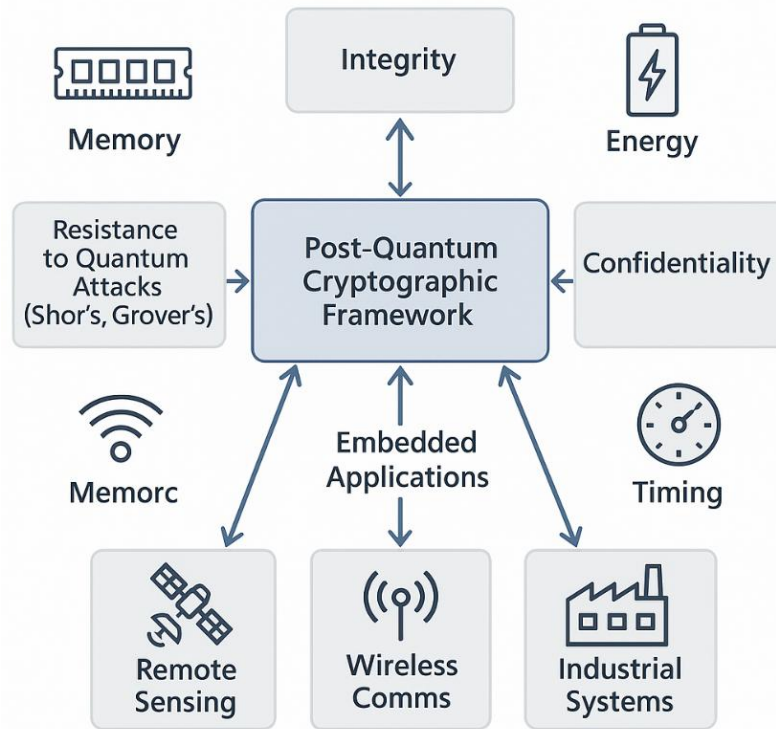 Integrity
Memory
Energy
Resistance
to Quantum
Attacks
(Shor's, Grover's)
Post-Quantum
Cryptographic
Framework
Confidentiality
Memorc
Embedded
Applications
Timing
Remote
Sensing
Wireless
Comms
Industrial
Systems